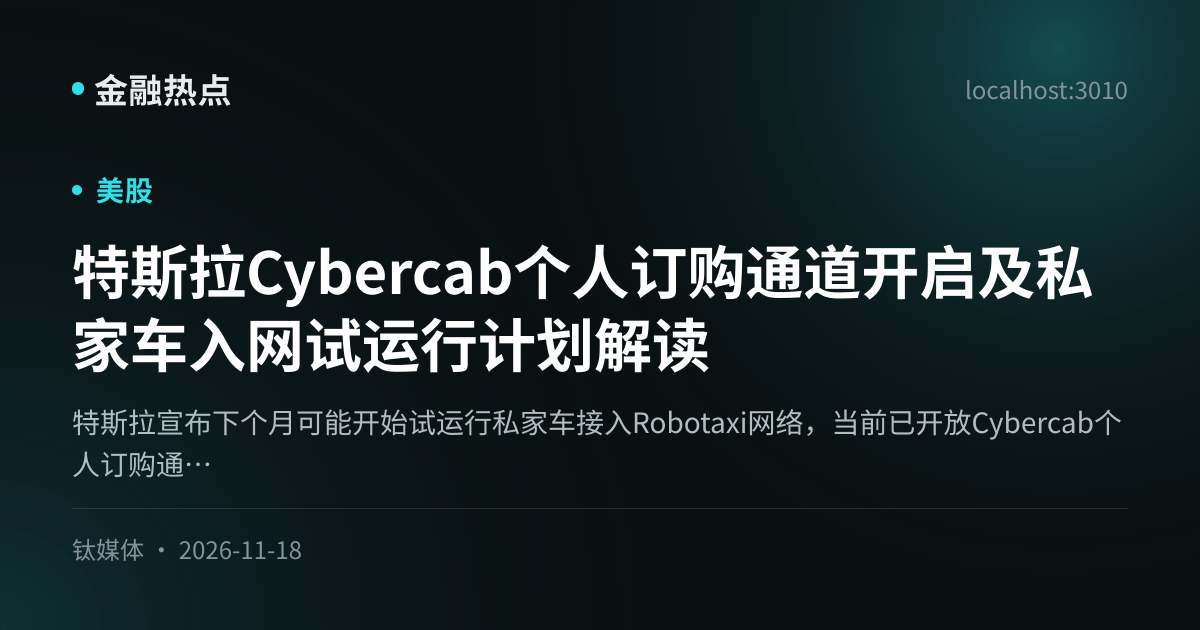 金融热点
localhost:3010
美股
特斯拉Cybercab个人订购通道开启及私
家车入网试运行计划解读
特斯拉宣布下个月可能开始试运行私家车接入Robotaxi网络，当前已开放Cybercab个
人订购通…
钛媒体 · 2026-11-18